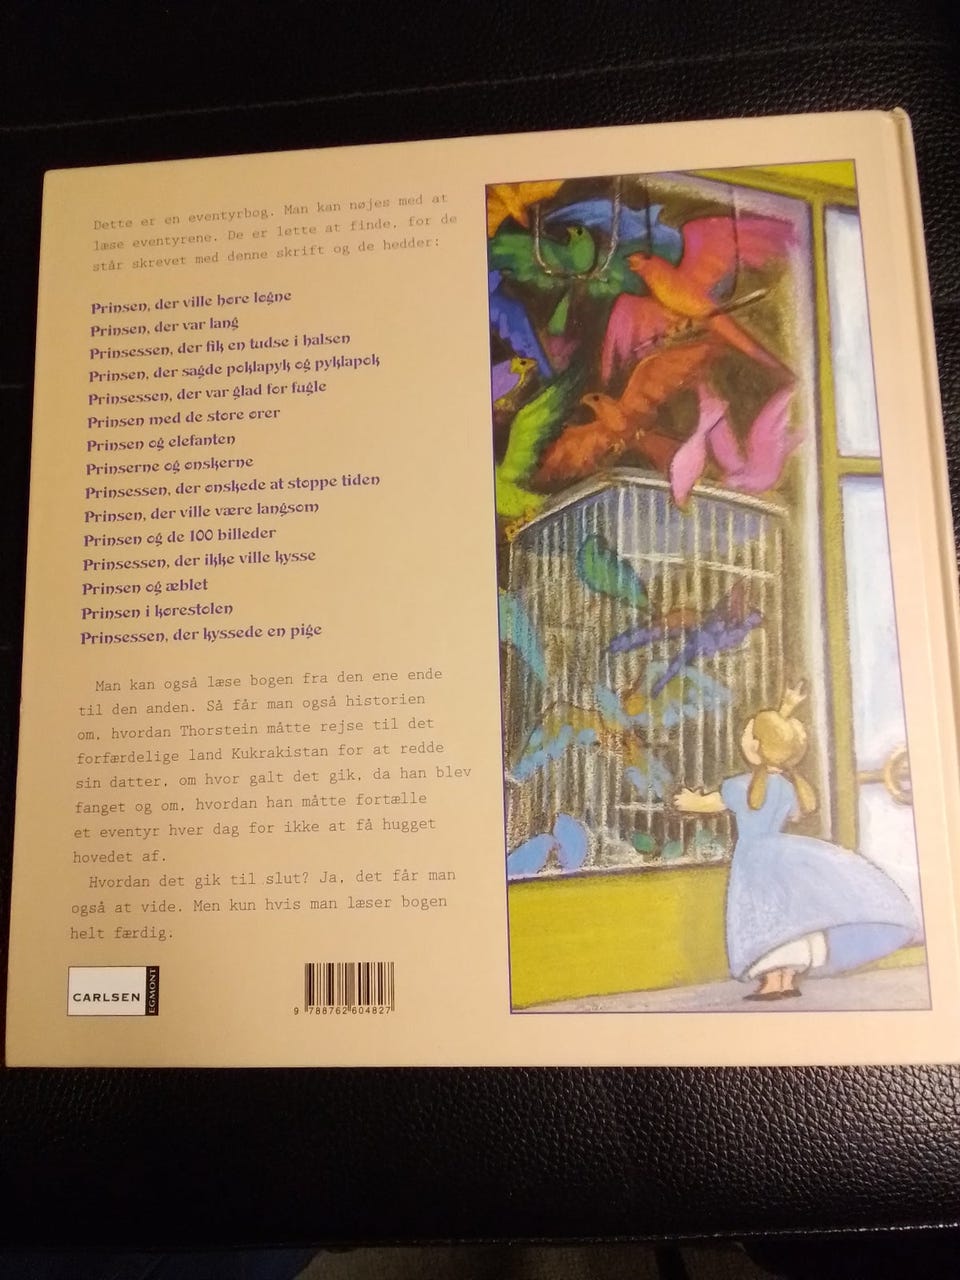 Dette er en eventyrbog. Man kan nøjes med at
læse eventyrene. De er lette at finde, for de
står skrevet med denne skrift og de hedder:
Prinsen, der ville høre løgne
Prinsen, der var lang
Prinsessen, der fik en tudse i halsen
Prinsen, der sagde poklapyk og pyklapok
Prinsessen, der var glad for fugle
Prinsen med de store ører
Prinsen og elefanten
Prinserne og ønskerne
Prinsessen, der ønskede at stoppe tiden
Prinsen, der ville være langsom
Prinsen og de 100 billeder
Prinsessen, der ikke ville kysse
Prinsen og æblet
Prinsen i kørestolen
Prinsessen, der kyssede en pige
Man kan også læse bogen fra den ene ende
til den anden. Så får man også historien
om, hvordan Thorstein måtte rejse til det
forfærdelige land Kukrakistan for at redde
sin datter, om hvor galt det gik, da han blev
fanget og om, hvordan han måtte fortælle
et eventyr hver dag for ikke at få hugget
hovedet af.
Hvordan det gik til slut? Ja, det får man
også at vide. Men kun hvis man læser bogen
helt færdig.
CARLSEN
EGMONT
9 788762 604827